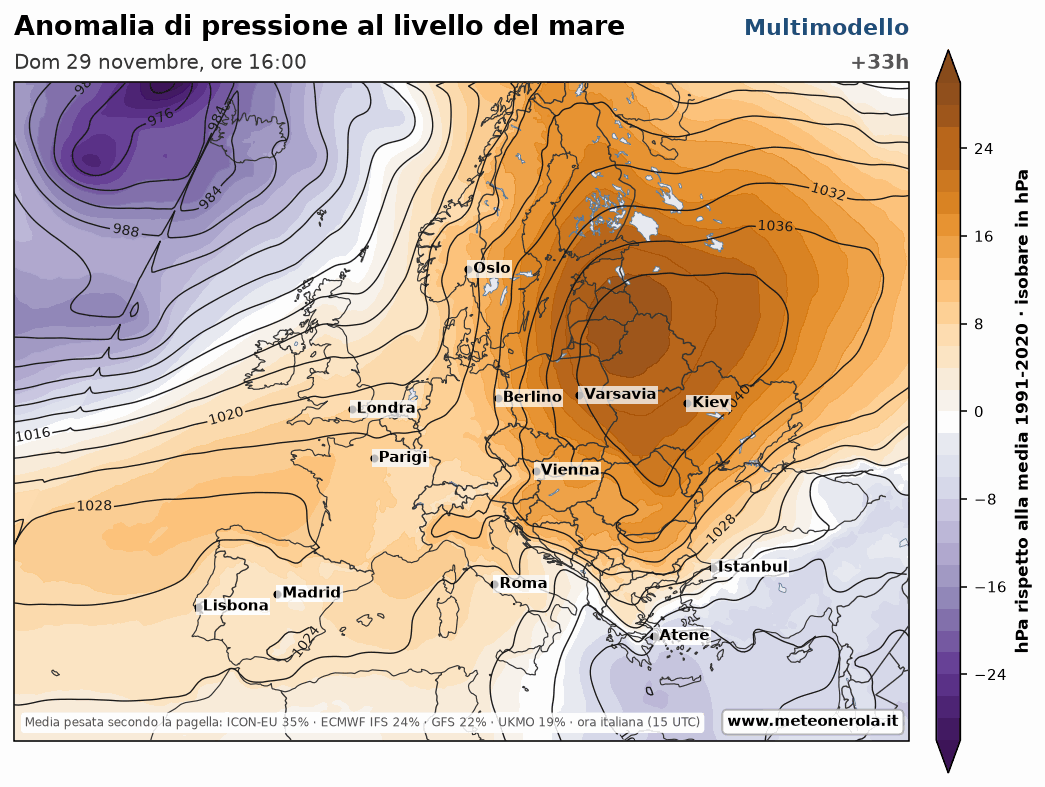 Anomalia di pressione al livello del mare
Multimodello
Dom 29 novembre, ore 16:00
+33h
976
984
984
988
1032
1036
Oslo
1020
1016
Londra
Berlino
Varsavia
Kiev
Parigi
Vienna
1028
1028
Istanbul
Roma
Madrid
Lisbona
1024
Atene
Media pesata secondo la pagella: ICON-EU 35% · ECMWF IFS 24% · GFS 22% · UKMO 19% · ora italiana (15 UTC)
www.meteonerola.it
24
16
8
0
−8
−16
−24
hPa rispetto alla media 1991-2020 · isobare in hPa